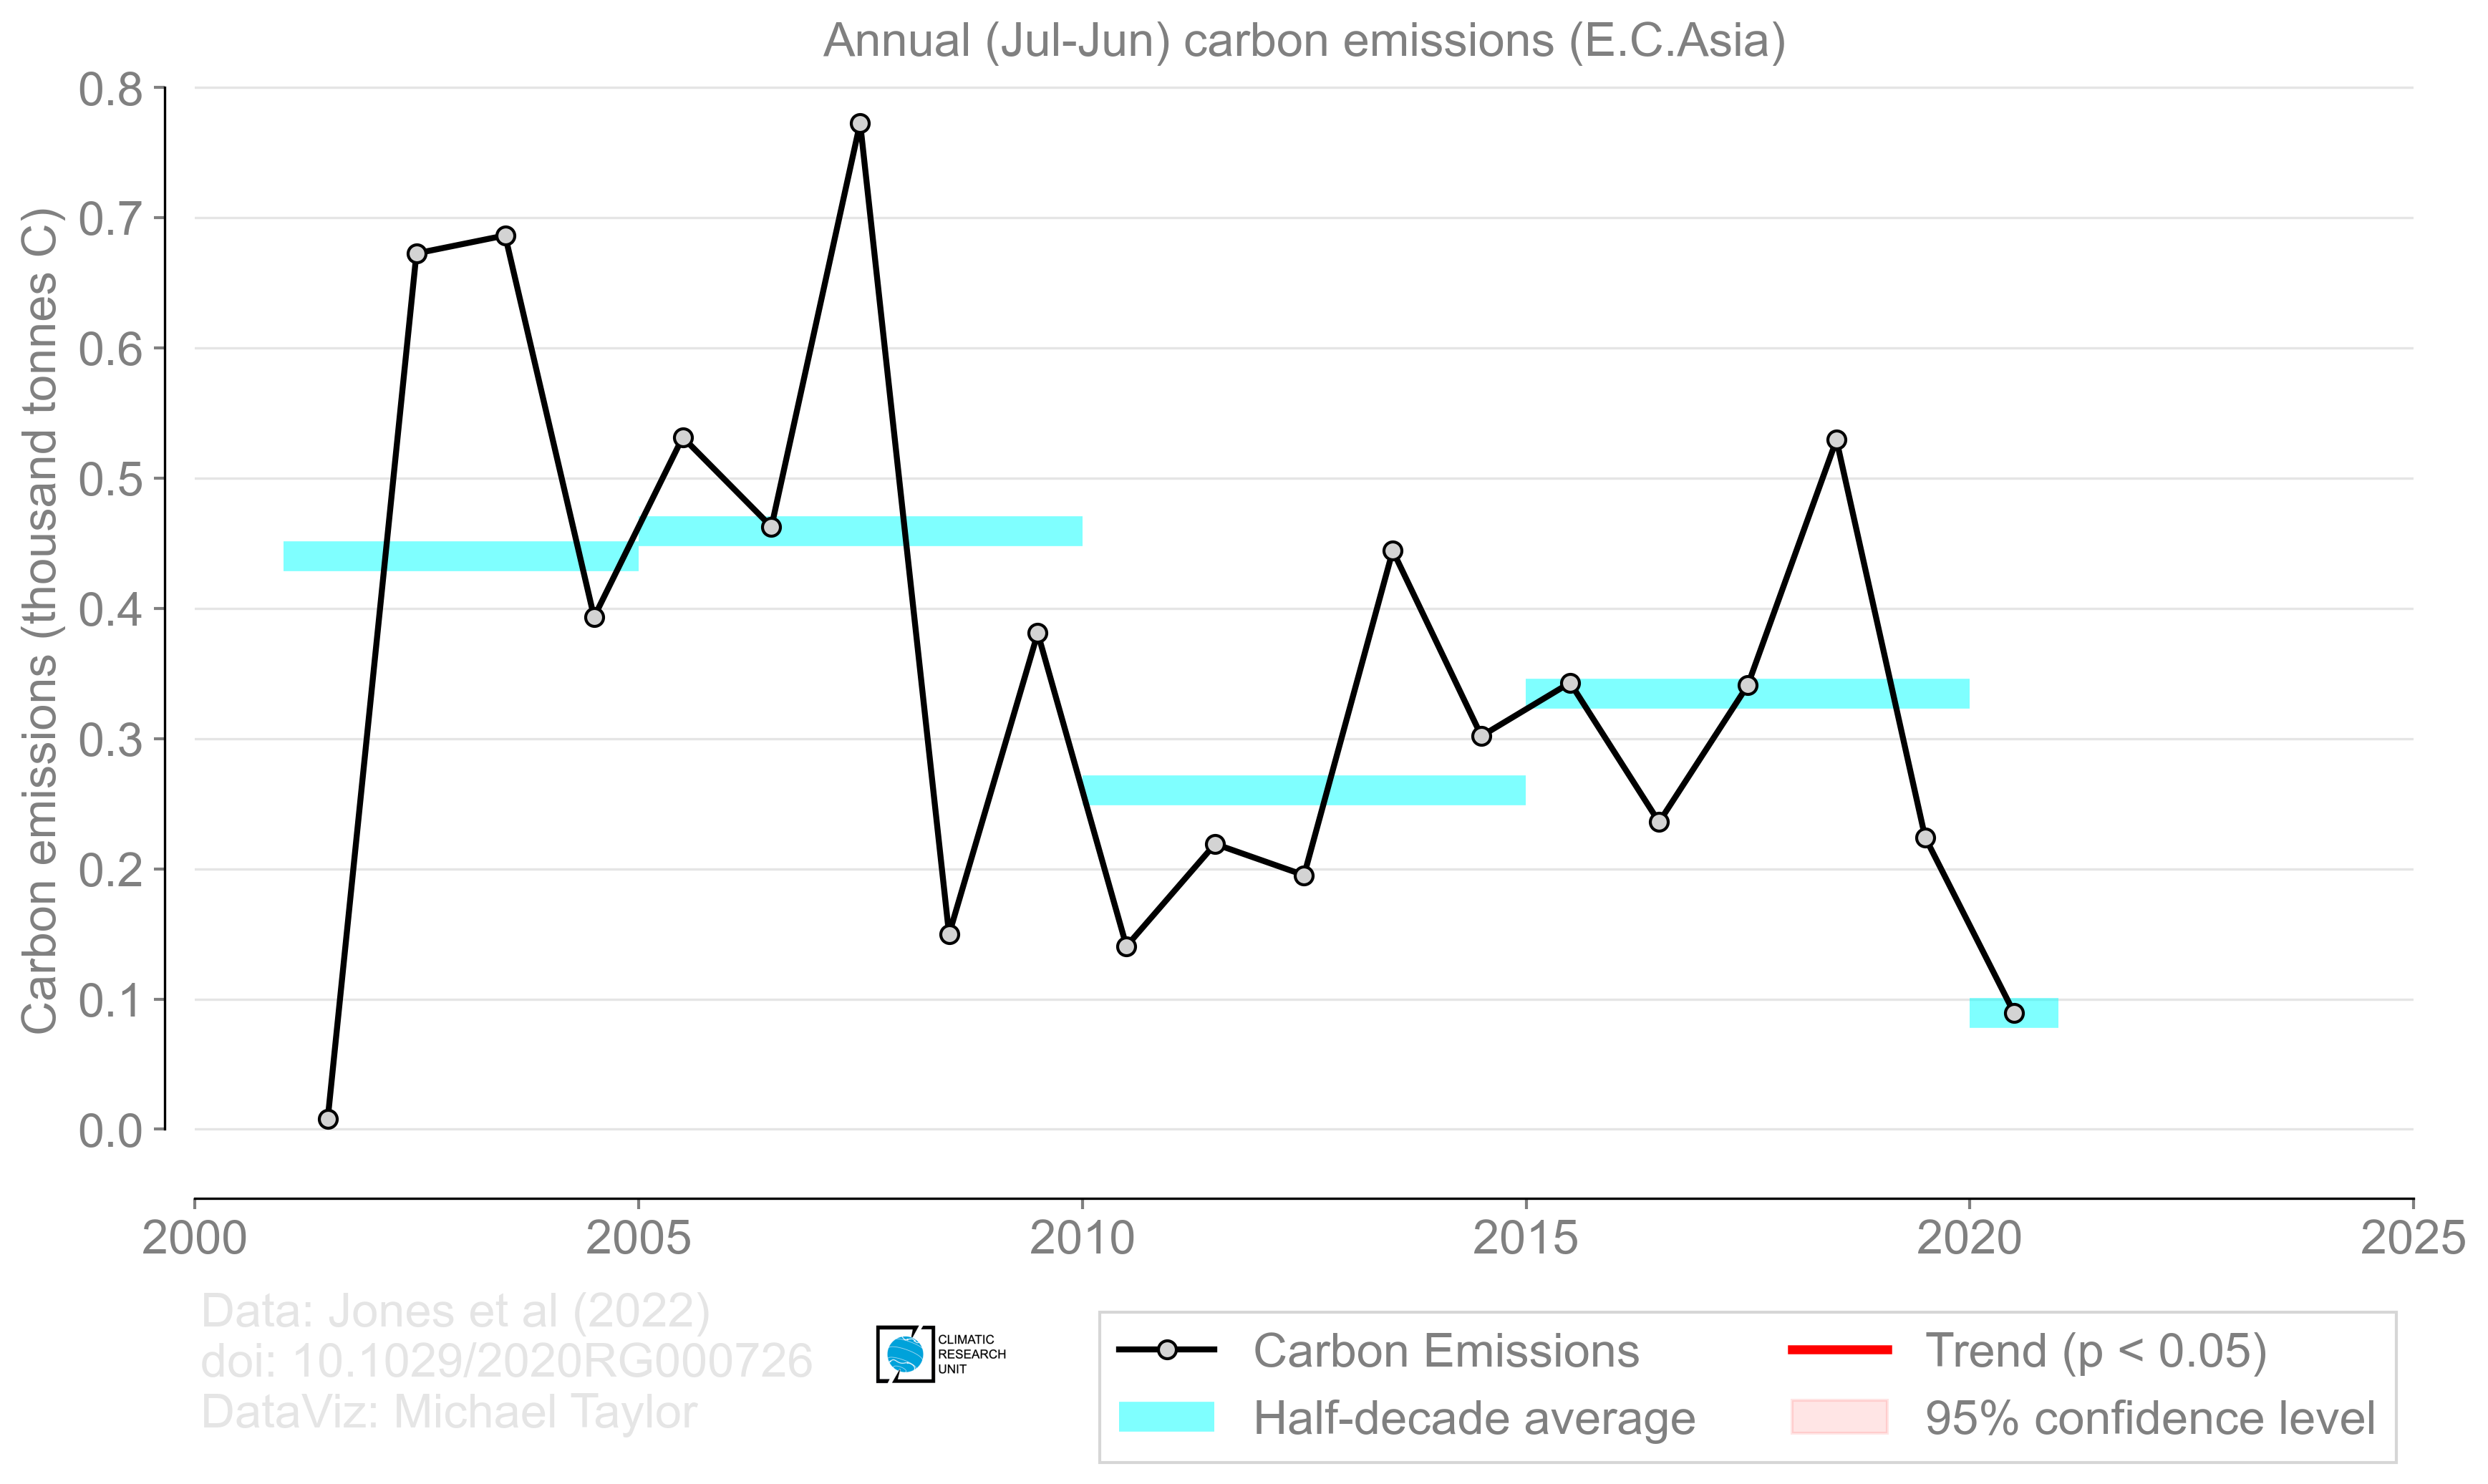 Annual (Jul-Jun) carbon emissions (E.C.Asia)
Carbon emissions (thousand tonnes C)
0.8
0.7
0.6
0.5
0.4
0.3
0.2
0.1
0.0
2000 2005 2010 2015 2020 2025
Data: Jones et al (2022)
doi: 10.1029/2020RG000726
DataViz: Michael Taylor
CLIMATIC
RESEARCH
UNIT
Carbon Emissions
Half-decade average
Trend (p < 0.05)
95% confidence level